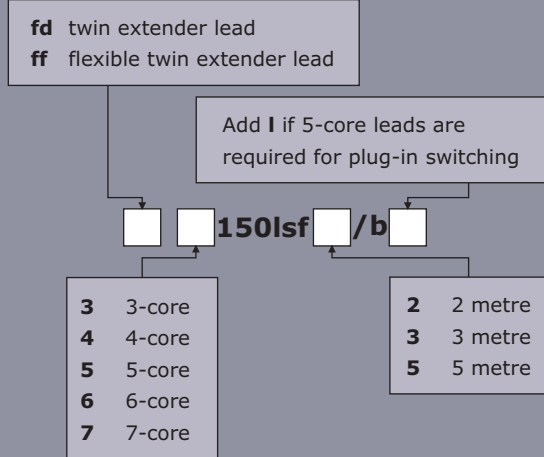 fd twin extender lead
ff flexible twin extender lead
Add l if 5-core leads are
required for plug-in switching
150lsf /b
3 3-core
4 4-core
5 5-core
6 6-core
7 7-core
2 2 metre
3 3 metre
5 5 metre